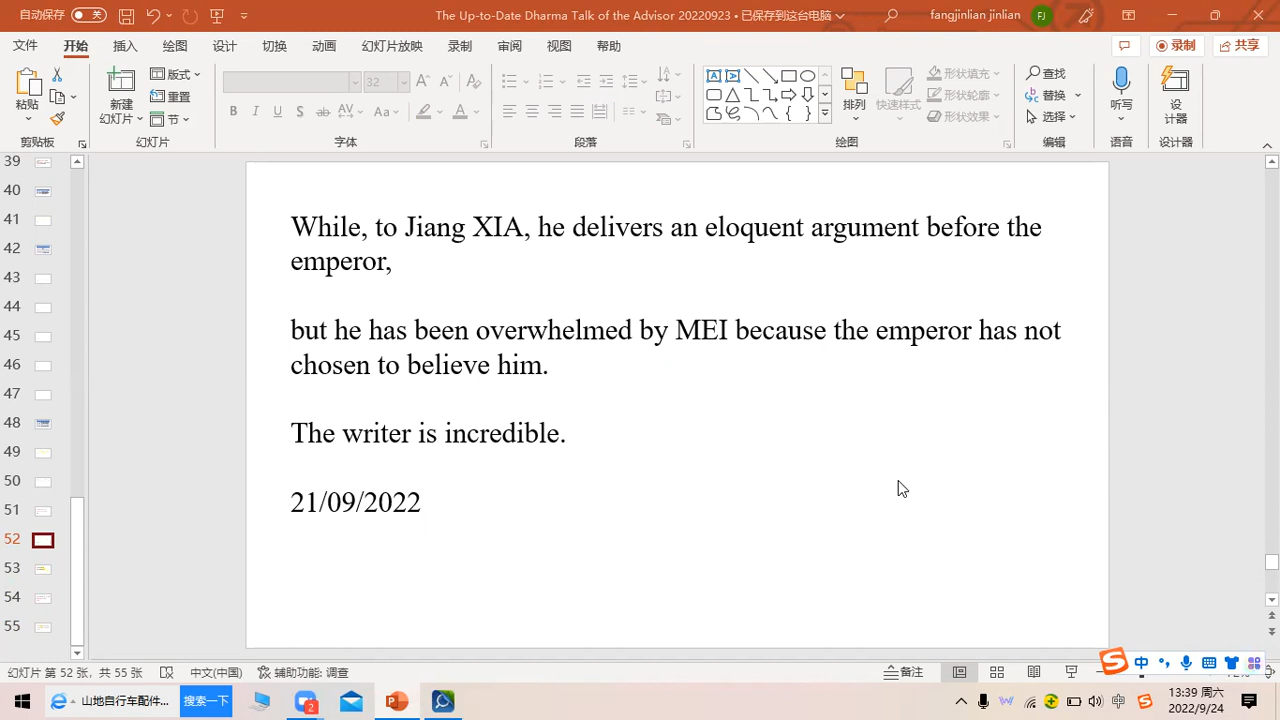 自动保存 关
The Up-to-Date Dharma Talk of the Advisor 20220923 • 已保存到这台电脑
fangjinlian jinlian FJ
文件 开始 插入 绘图 设计 切换 动画 幻灯片放映 录制 审阅 视图 帮助
录制 共享
粘贴
剪贴板
新建
幻灯片
版式
重置
节
幻灯片
32
B I U S ab AV Aa A
字体
段落
排列
快速样式
形状填充
形状轮廓
形状效果
绘图
查找
替换
选择
编辑
听写
语音
设
计器
设计器
39
40
41
42
43
44
45
46
47
48
49
50
51
52
53
54
55
While, to Jiang XIA, he delivers an eloquent argument before the
emperor,
but he has been overwhelmed by MEI because the emperor has not
chosen to believe him.
The writer is incredible.
21/09/2022
幻灯片 第 52 张，共 55 张
中文(中国)
辅助功能: 调查
备注
中
山地自行车配件...
搜索一下
2
中
13:39 周六
2022/9/24